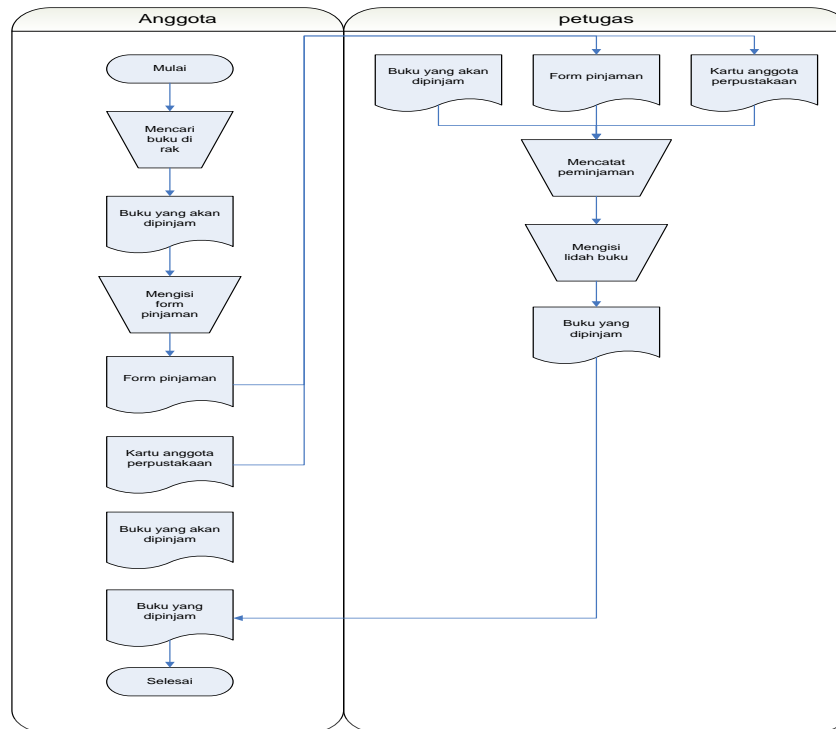 Anggota
petugas
Mulai
Mencari
buku di
rak
Buku yang akan
dipinjam
Mengisi
form
pinjaman
Form pinjaman
Kartu anggota
perpustakaan
Buku yang akan
dipinjam
Buku yang
dipinjam
Selesai
Buku yang akan
dipinjam
Form pinjaman
Kartu anggota
perpustakaan
Mencatat
peminjaman
Mengisi
lidah buku
Buku yang
dipinjam